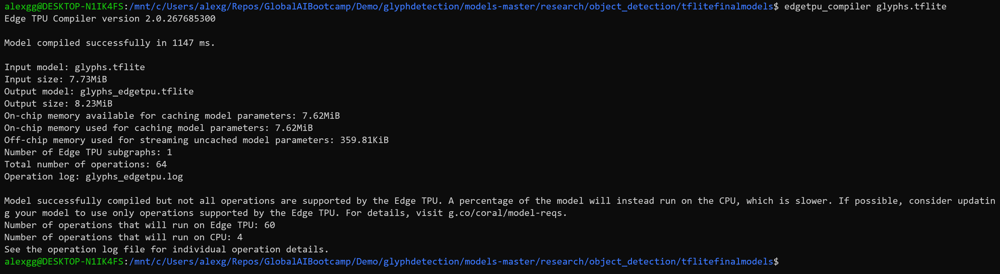 alexgg@DESKTOP-N1IK4FS:/mnt/c/Users/alexg/Repos/GlobalAIBootcamp/Demo/glyphdetection/models-master/research/object_detection/tflitefinalmodels$ edgetpu_compiler glyphs.tflite
Edge TPU Compiler version 2.0.267685300
Model compiled successfully in 1147 ms.
Input model: glyphs.tflite
Input size: 7.73MiB
Output model: glyphs_edgetpu.tflite
Output size: 8.23MiB
On-chip memory available for caching model parameters: 7.62MiB
On-chip memory used for caching model parameters: 7.62MiB
Off-chip memory used for streaming uncached model parameters: 359.81KiB
Number of Edge TPU subgraphs: 1
Total number of operations: 64
Operation log: glyphs_edgetpu.log
Model successfully compiled but not all operations are supported by the Edge TPU. A percentage of the model will instead run on the CPU, which is slower. If possible, consider updatin
g your model to use only operations supported by the Edge TPU. For details, visit g.co/coral/model-reqs.
Number of operations that will run on Edge TPU: 60
Number of operations that will run on CPU: 4
See the operation log file for individual operation details.
alexgg@DESKTOP-N1IK4FS:/mnt/c/Users/alexg/Repos/GlobalAIBootcamp/Demo/glyphdetection/models-master/research/object_detection/tflitefinalmodels$